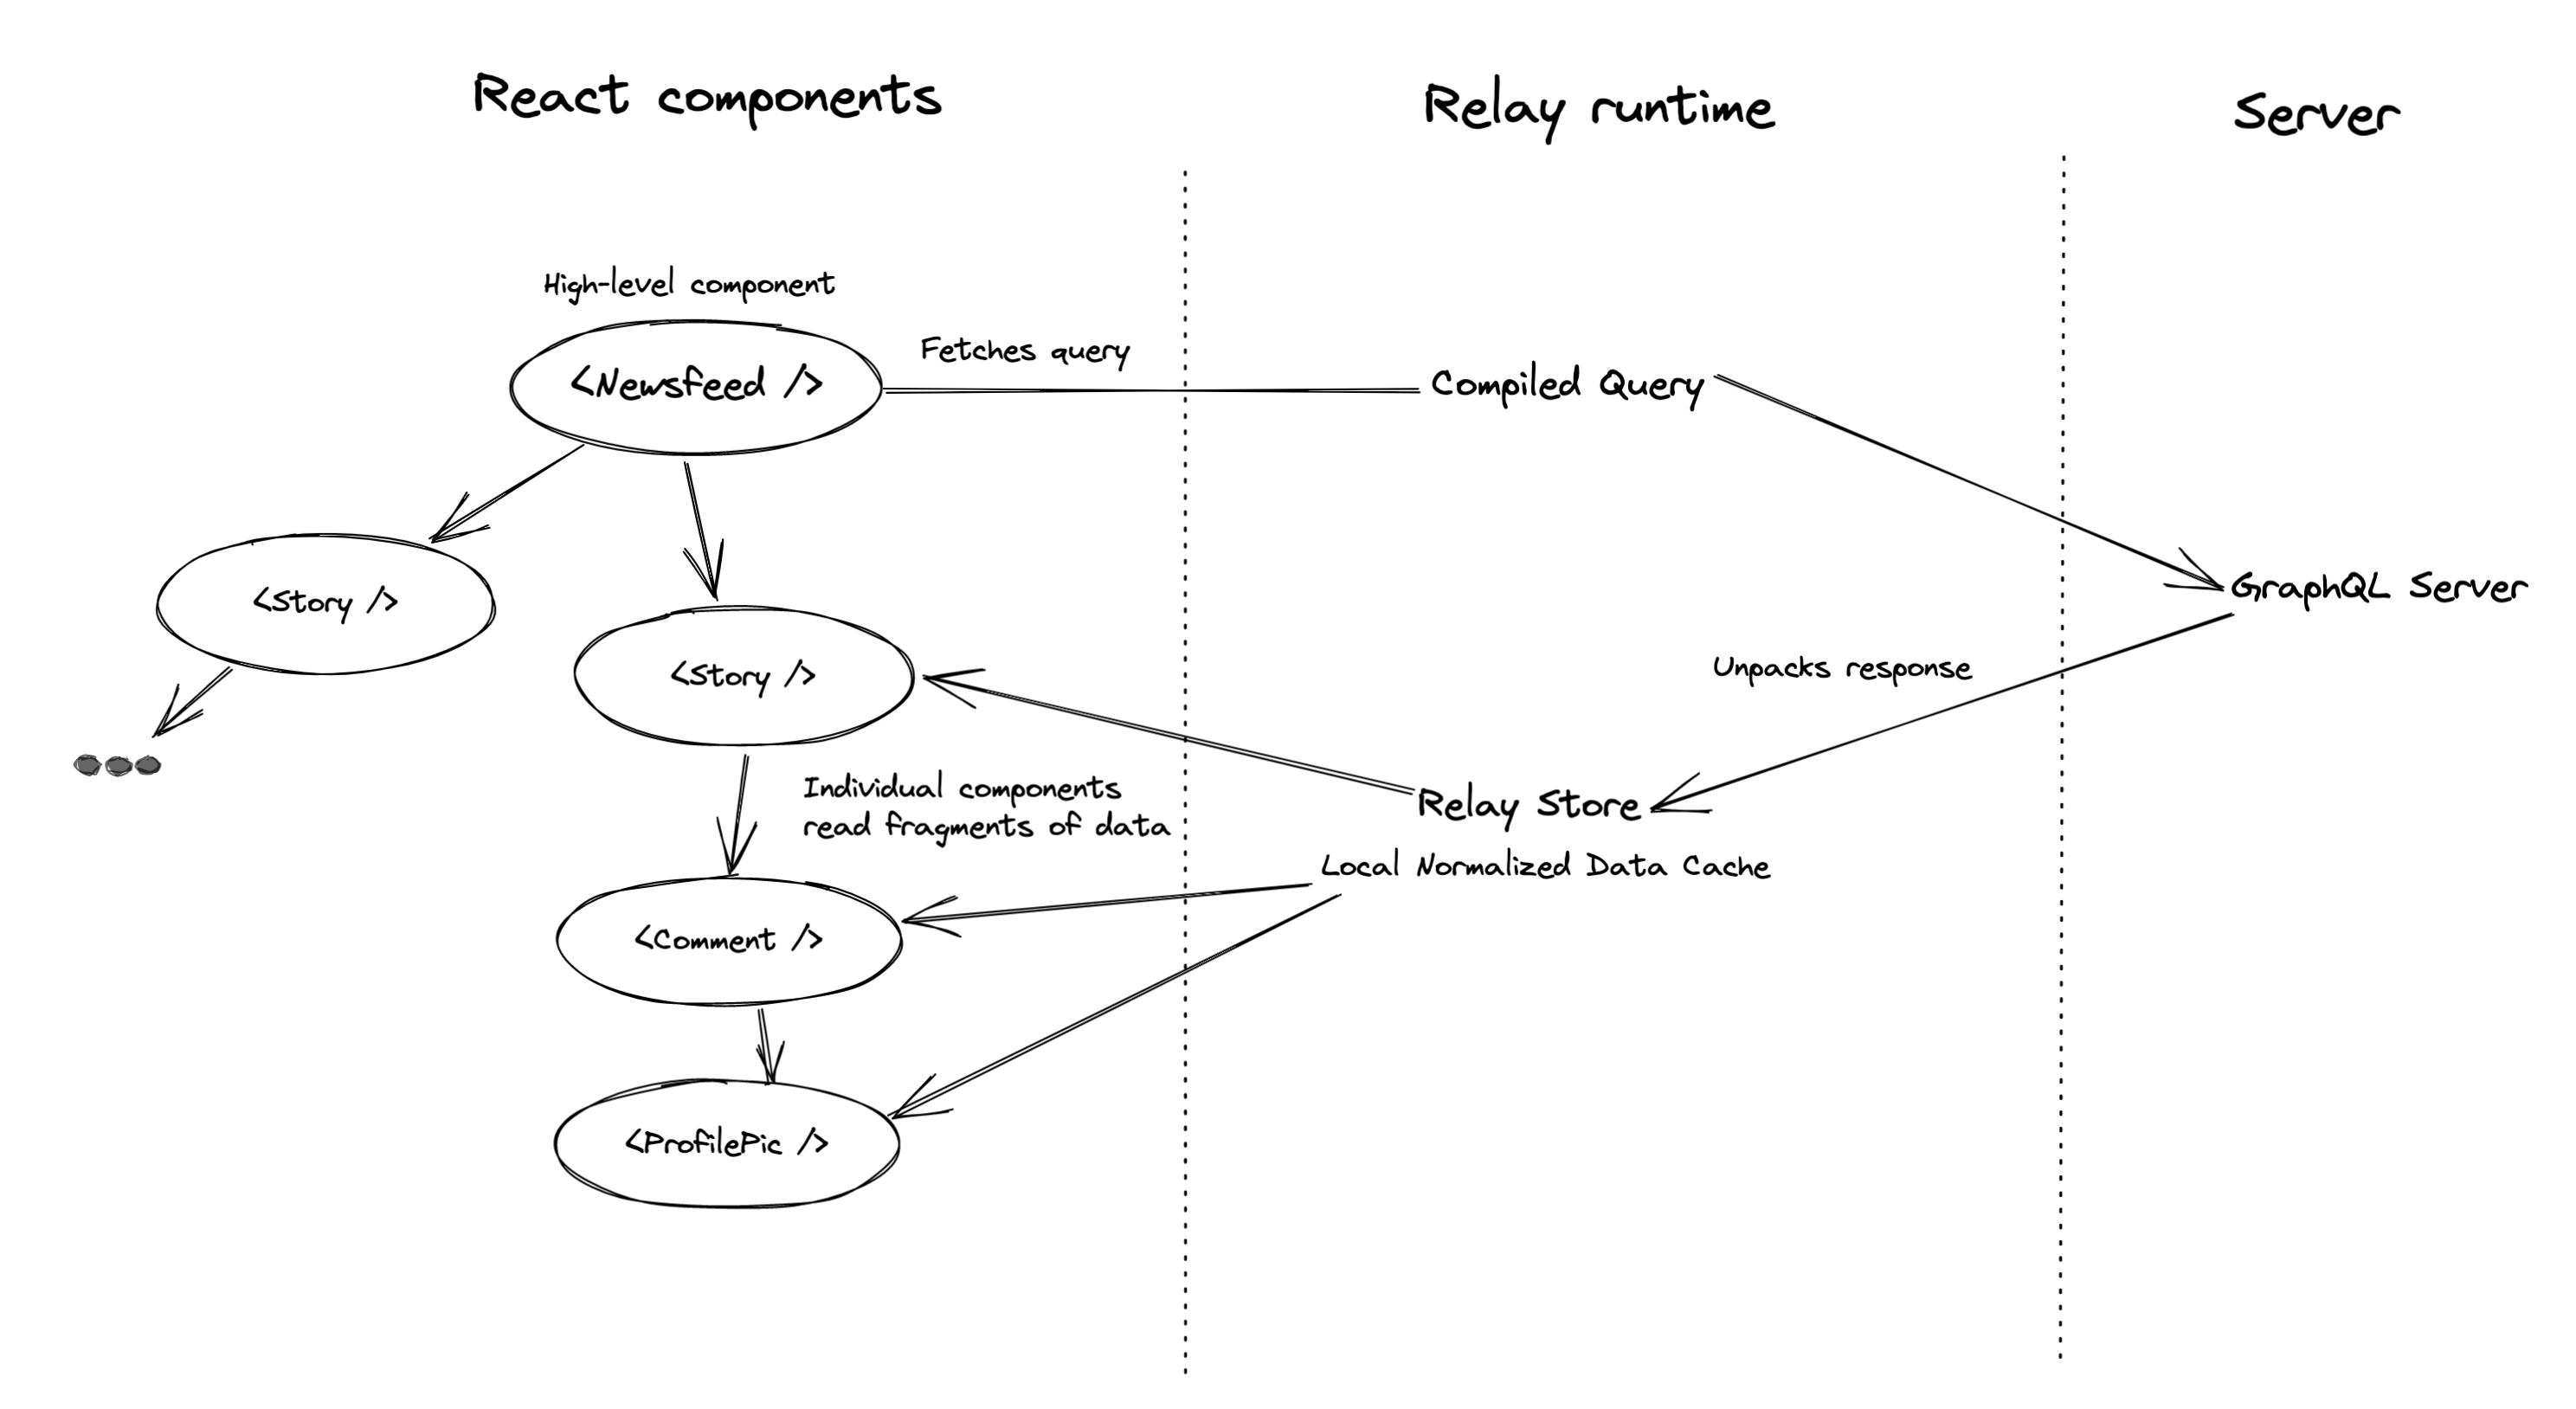 React components
Relay runtime
Server
High-level component
<Newsfeed />
Fetches query
Compiled Query
<Story />
GraphQL Server
<Story />
Unpacks response
Individual components
read fragments of data
Relay Store
Local Normalized Data Cache
<Comment />
<ProfilePic />